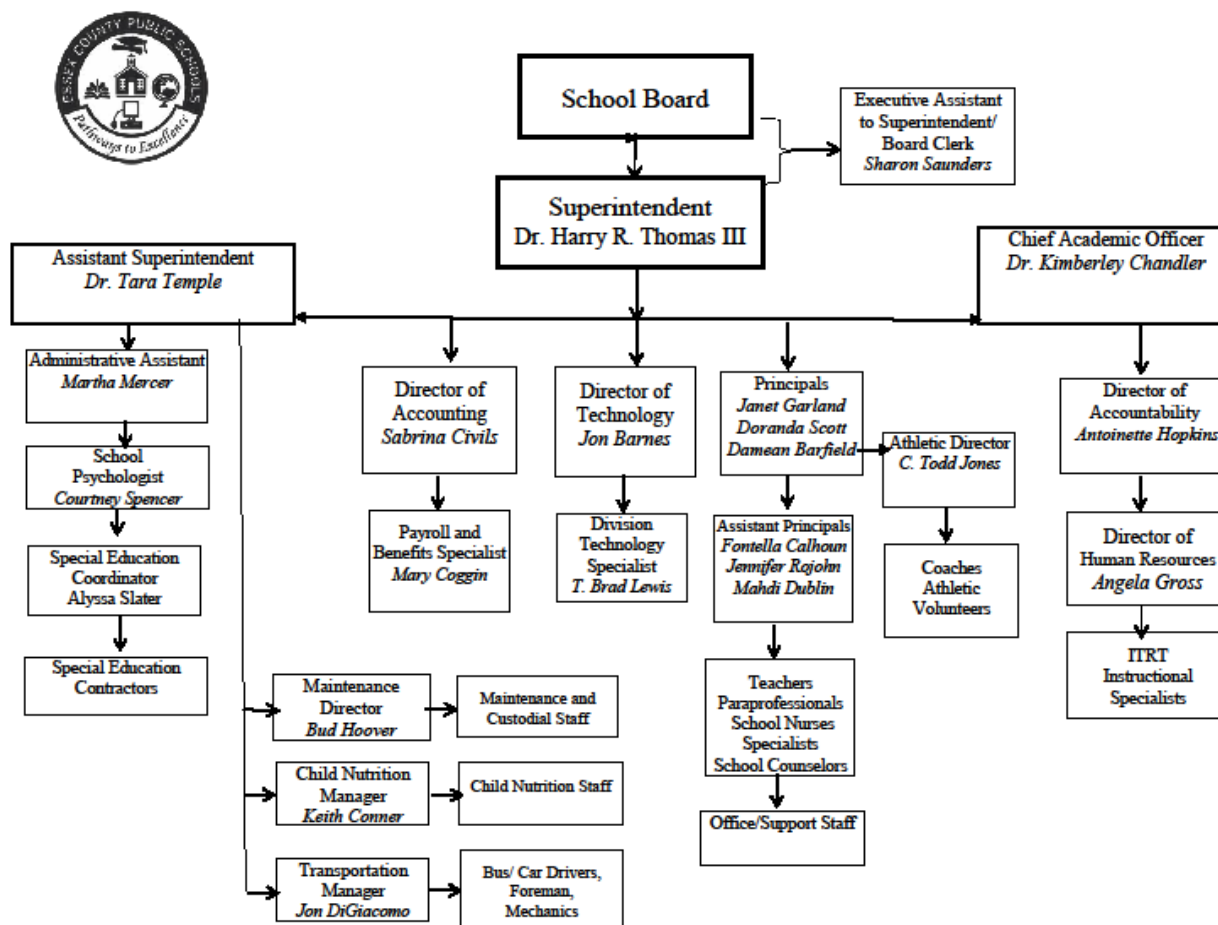 ESSEX COUNTY PUBLIC SCHOOLS
Pathways to Excellence
School Board
Executive Assistant
to Superintendent/
Board Clerk
Sharon Saunders
Superintendent
Dr. Harry R. Thomas III
Assistant Superintendent
Dr. Tara Temple
Chief Academic Officer
Dr. Kimberley Chandler
Administrative Assistant
Martha Mercer
School
Psychologist
Courtney Spencer
Special Education
Coordinator
Alyssa Slater
Special Education
Contractors
Director of
Accounting
Sabrina Civils
Payroll and
Benefits Specialist
Mary Coggin
Director of
Technology
Jon Barnes
Division
Technology
Specialist
T. Brad Lewis
Principals
Janet Garland
Doranda Scott
Damean Barfield
Athletic Director
C. Todd Jones
Coaches
Athletic
Volunteers
Assistant Principals
Fontella Calhoun
Jennifer Rojohn
Mahdi Dublin
Teachers
Paraprofessionals
School Nurses
Specialists
School Counselors
Office/Support Staff
Director of
Accountability
Antoinette Hopkins
Director of
Human Resources
Angela Gross
ITRT
Instructional
Specialists
Maintenance
Director
Bud Hoover
Maintenance and
Custodial Staff
Child Nutrition
Manager
Keith Conner
Child Nutrition Staff
Transportation
Manager
Jon DiGiacomo
Bus/ Car Drivers,
Foreman,
Mechanics